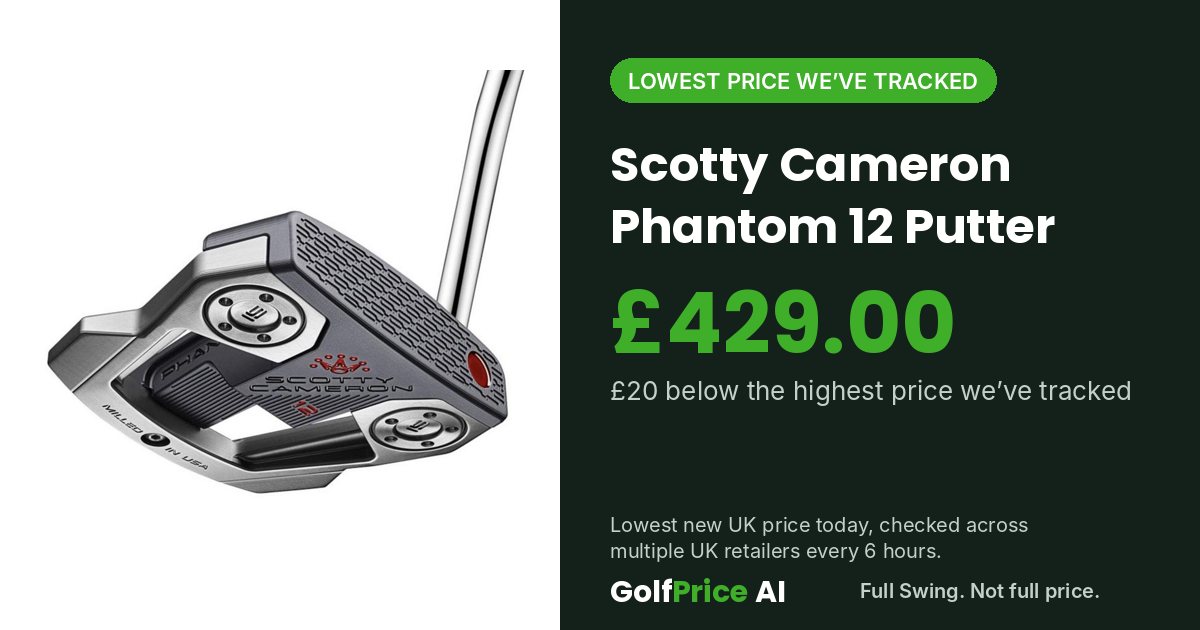 LOWEST PRICE WE’VE TRACKED
Scotty Cameron
Phantom 12 Putter
£429.00
£20 below the highest price we’ve tracked
Lowest new UK price today, checked across
multiple UK retailers every 6 hours.
GolfPrice AI
Full Swing. Not full price.
SCOTTY
CAMERON
12
MILLED IN USA